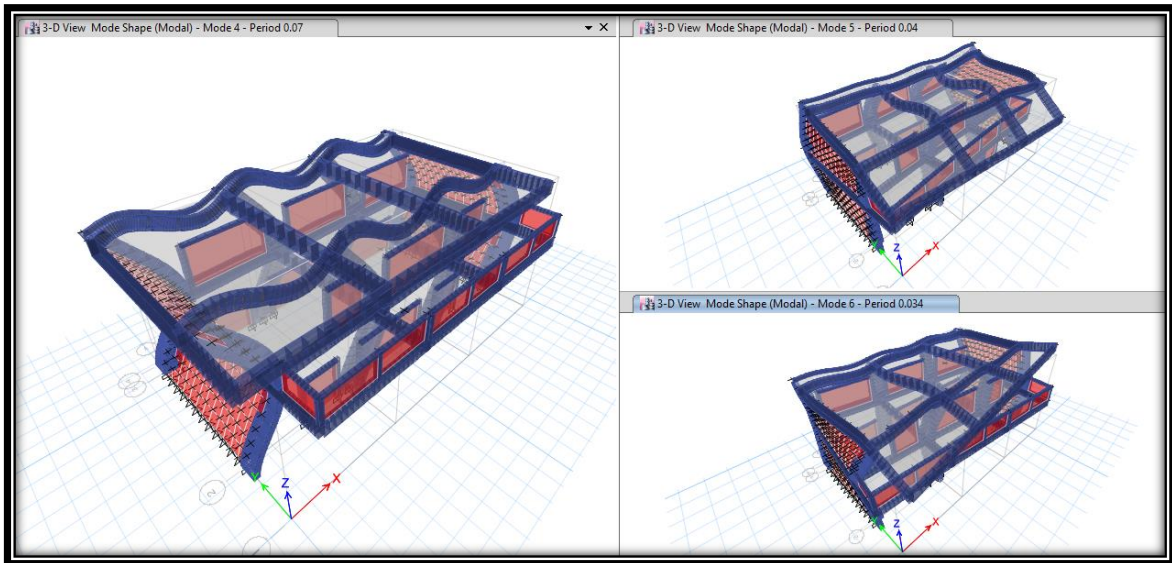 3-D View Mode Shape (Modal) - Mode 4 - Period 0.07
Z
X
3-D View Mode Shape (Modal) - Mode 5 - Period 0.04
Z
X
3-D View Mode Shape (Modal) - Mode 6 - Period 0.034
Z
X